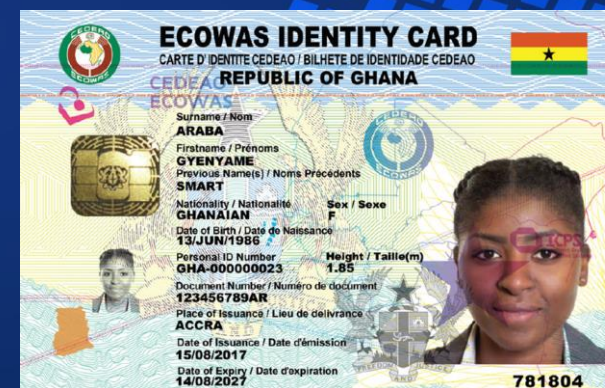 ECOWAS IDENTITY CARD
CARTE D' IDENTITE CEDEAO / BILHETE DE IDENTIDADE CEDEAO
REPUBLIC OF GHANA
CEDEAO
ECOWAS
Surname / Nom
ARABA
Firstname / Prénoms
GYENYAME
Previous Name(s) / Noms Précédents
SMART
Nationality / Nationalité Sex / Sexe
GHANAIAN F
Date of Birth / Date de Naissance
13/JUN/1986
Personal ID Number Height / Taille(m)
GHA-000000023 1.85
Document Number / Numéro de document
123456789AR
Place of Issuance / Lieu de delivrance
ACCRA
Date of Issuance / Date d'émission
15/08/2017
Date of Expiry / Date d'expiration
14/08/2027
781804